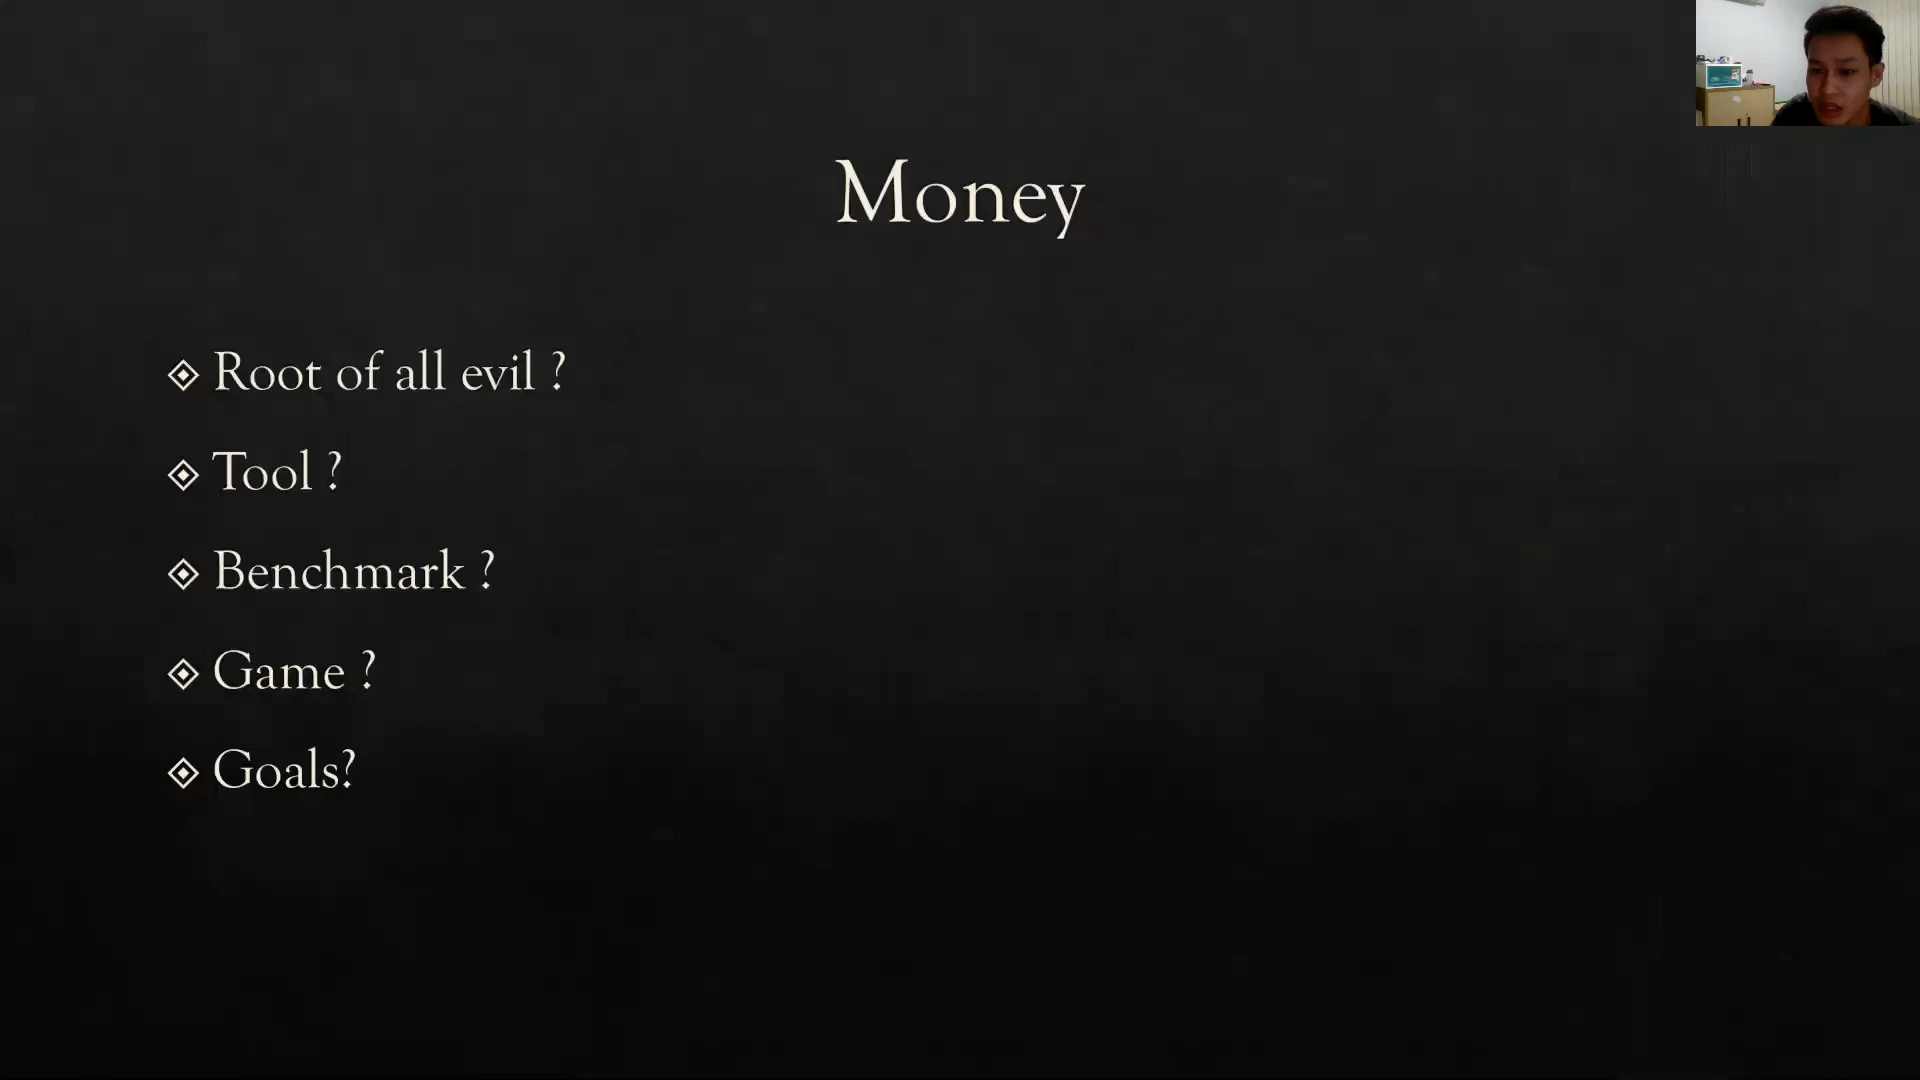 Money
Root of all evil ?
Tool ?
Benchmark ?
Game ?
Goals?